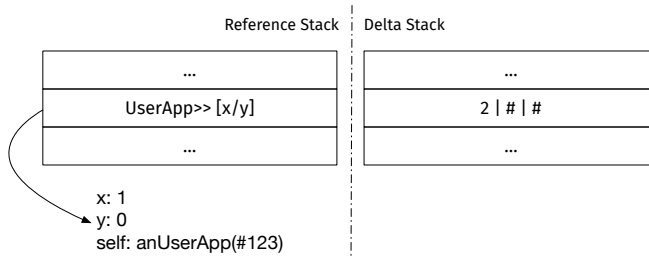 Reference Stack Delta Stack
... ...
UserApp>> [x/y] 2 | # | #
... ...
x: 1
y: 0
self: anUserApp(#123)